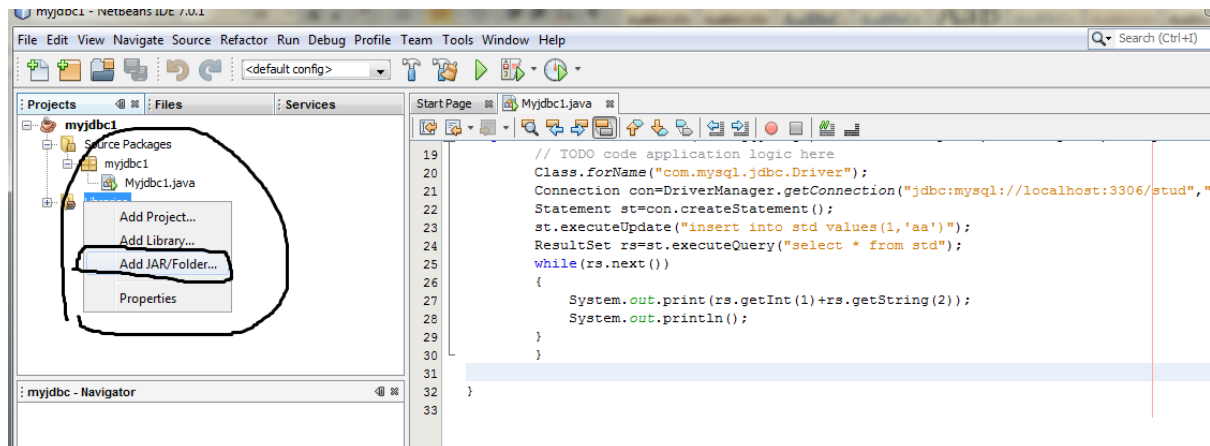 myjdbc1 - NetBeans IDE 7.0.1
File Edit View Navigate Source Refactor Run Debug Profile Team Tools Window Help
Search (Ctrl+I)
<default config>
Projects Files Services
Start Page Myjdbc1.java
myjdbc1
Source Packages
myjdbc1
Myjdbc1.java
Libraries
Add Project...
Add Library...
Add JAR/Folder...
Properties
myjdbc - Navigator
19 // TODO code application logic here
20 Class.forName("com.mysql.jdbc.Driver");
21 Connection con=DriverManager.getConnection("jdbc:mysql://localhost:3306/stud","
22 Statement st=con.createStatement();
23 st.executeUpdate("insert into std values(1,'aa')");
24 ResultSet rs=st.executeQuery("select * from std");
25 while(rs.next())
26 {
27 System.out.print(rs.getInt(1)+rs.getString(2));
28 System.out.println();
29 }
30 }
31
32 }
33